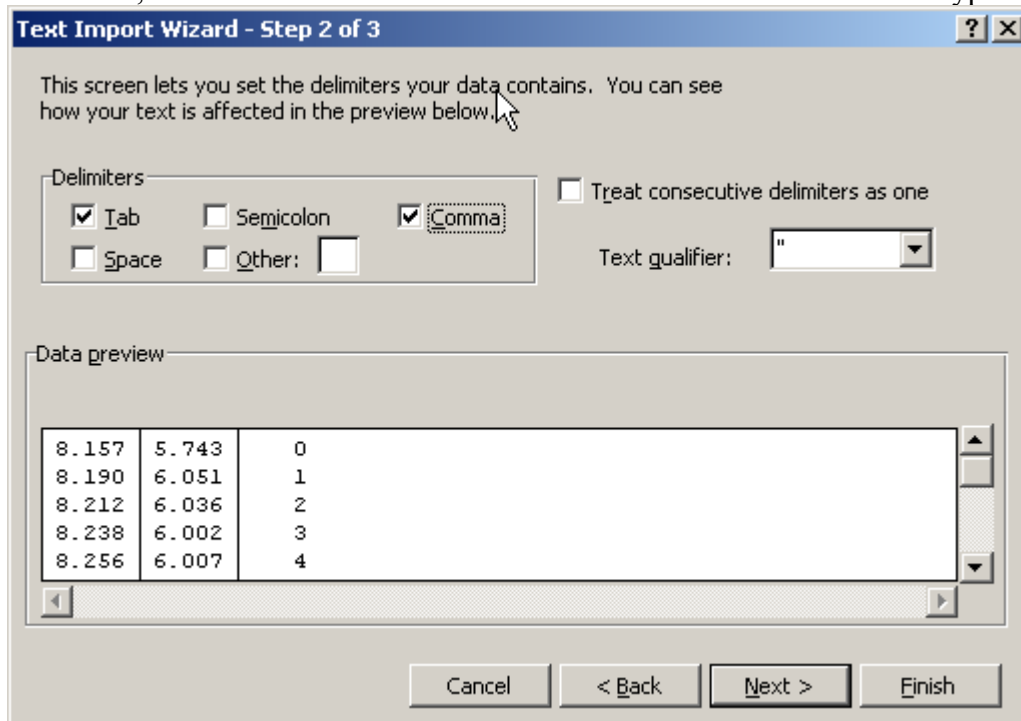 Text Import Wizard - Step 2 of 3
This screen lets you set the delimiters your data contains. You can see
how your text is affected in the preview below.
Delimiters
Tab Semicolon Comma
Space Other:
Treat consecutive delimiters as one
Text qualifier: "
Data preview
8.157 5.743 0
8.190 6.051 1
8.212 6.036 2
8.238 6.002 3
8.256 6.007 4
Cancel < Back Next > Finish